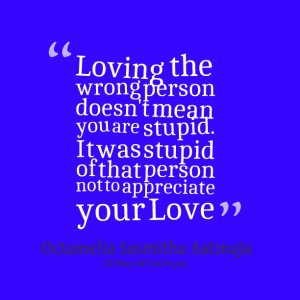 “
Loving the
wrong person
doesn't mean
you are stupid.
It was stupid
of that person
not to appreciate
your Love ”